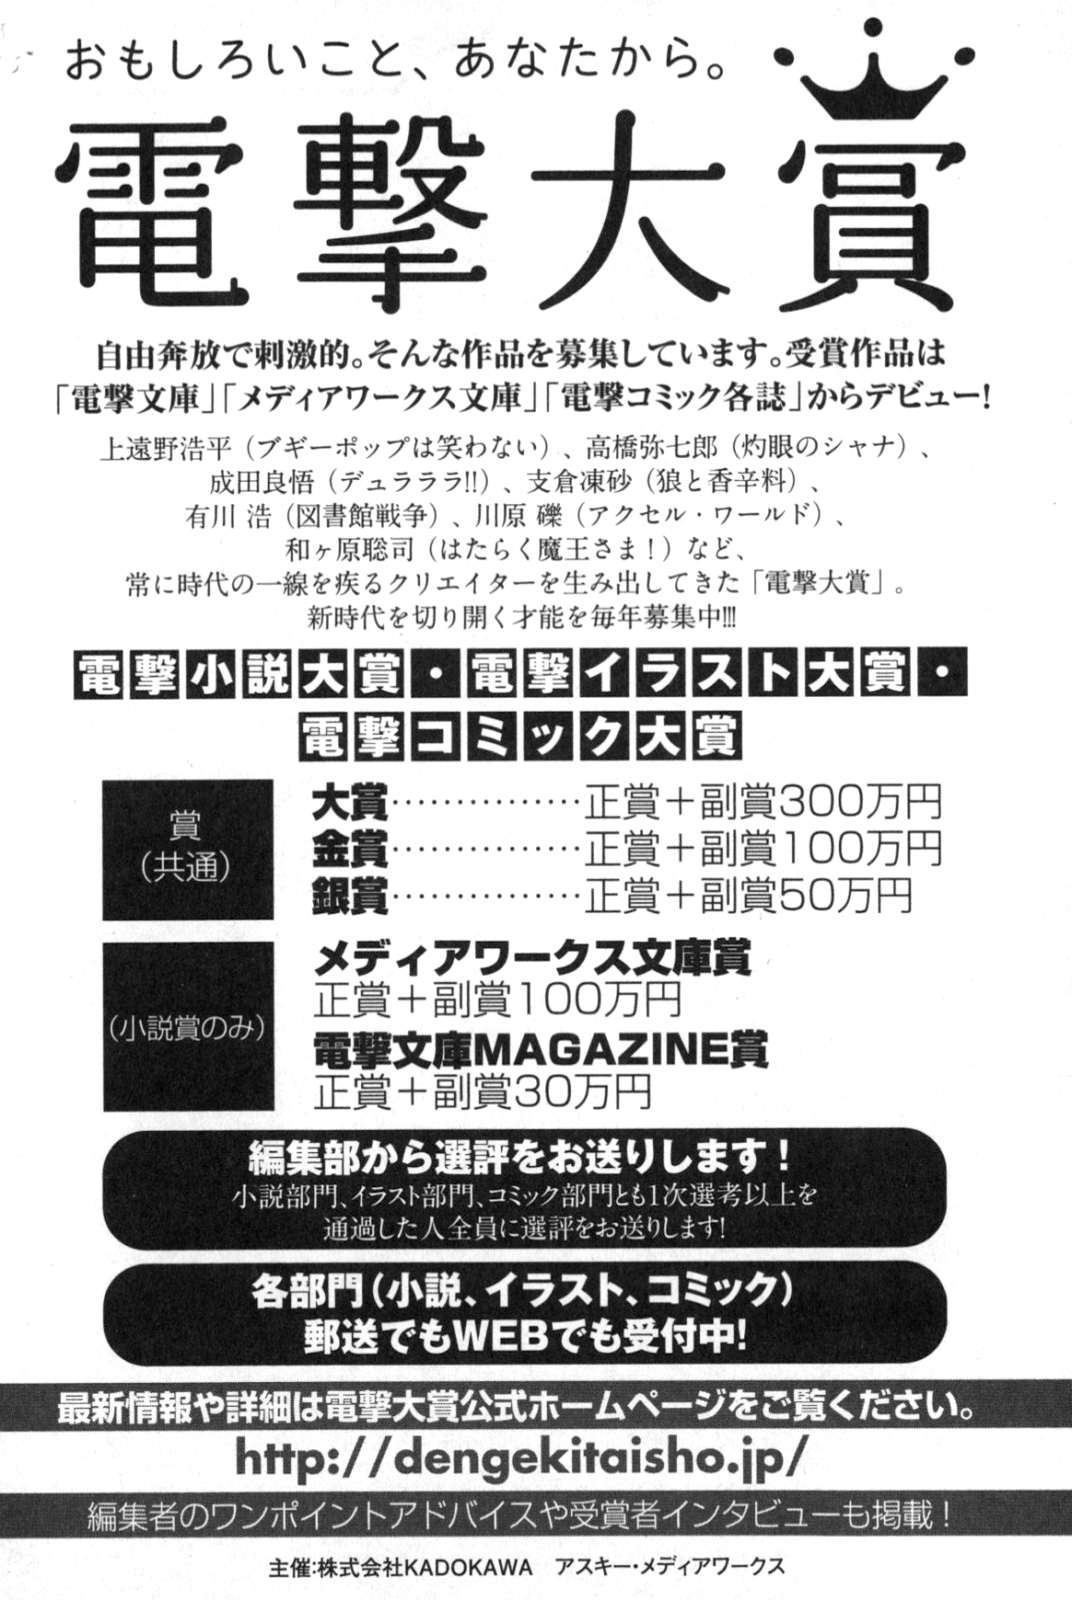 おもしろいこと、あなたから。
電撃大賞
自由奔放で刺激的。そんな作品を募集しています。受賞作品は
「電撃文庫」「メディアワークス文庫」「電撃コミック各誌」からデビュー!
上遠野浩平(ブギーポップは笑わない)、高橋弥七郎(灼眼のシャナ)、
成田良悟(デュラララ!!)、支倉凍砂(狼と香辛料)、
有川 浩(図書館戦争)、川原 礫(アクセル・ワールド)、
和ヶ原聡司(はたらく魔王さま!)など、
常に時代の一線を疾るクリエイターを生み出してきた「電撃大賞」。
新時代を切り開く才能を毎年募集中!!!
電撃小説大賞・電撃イラスト大賞・
電撃コミック大賞
賞
(共通)
大賞……………正賞+副賞300万円
金賞……………正賞+副賞100万円
銀賞……………正賞+副賞50万円
(小説賞のみ)
メディアワークス文庫賞
正賞+副賞100万円
電撃文庫MAGAZINE賞
正賞+副賞30万円
編集部から選評をお送りします!
小説部門、イラスト部門、コミック部門とも1次選考以上を
通過した人全員に選評をお送りします!
各部門(小説、イラスト、コミック)
郵送でもWEBでも受付中!
最新情報や詳細は電撃大賞公式ホームページをご覧ください。
http://dengekitaisho.jp/
編集者のワンポイントアドバイスや受賞者インタビューも掲載!
主催:株式会社KADOKAWA アスキー・メディアワークス